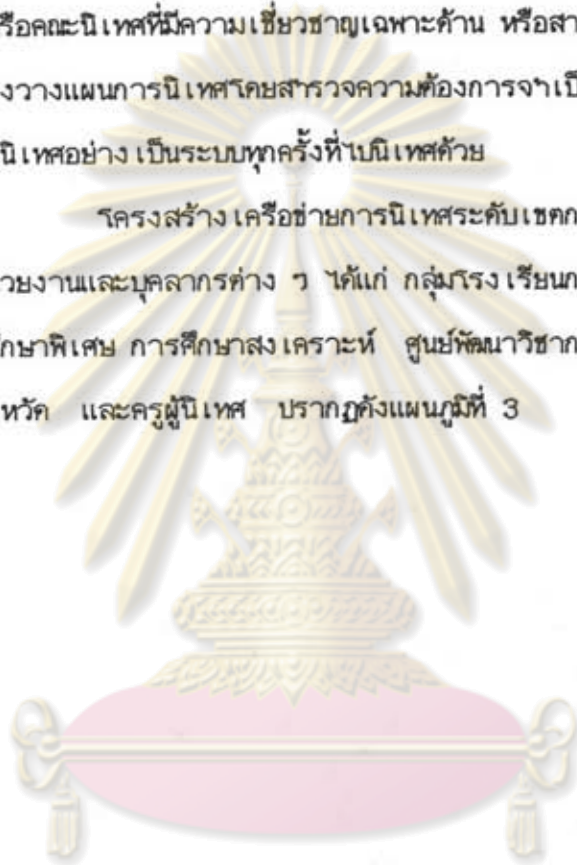 รือคณะนิเทศที่มีความเชี่ยวชาญเฉพาะด้าน หรือสา
งวางแผนการนิเทศโดยสำรวจความต้องการจำเป็
นิเทศอย่างเป็นระบบทุกครั้งที่ไปนิเทศด้วย
โครงสร้างเครือข่ายการนิเทศระดับเขตก
วยงานและบุคลากรต่าง ๆ ได้แก่ กลุ่มโรงเรียนก
ึกษาพิเศษ การศึกษาสงเคราะห์ ศูนย์พัฒนาวิชาก
หวัด และครูผู้นิเทศ ปรากฏดังแผนภูมิที่ 3